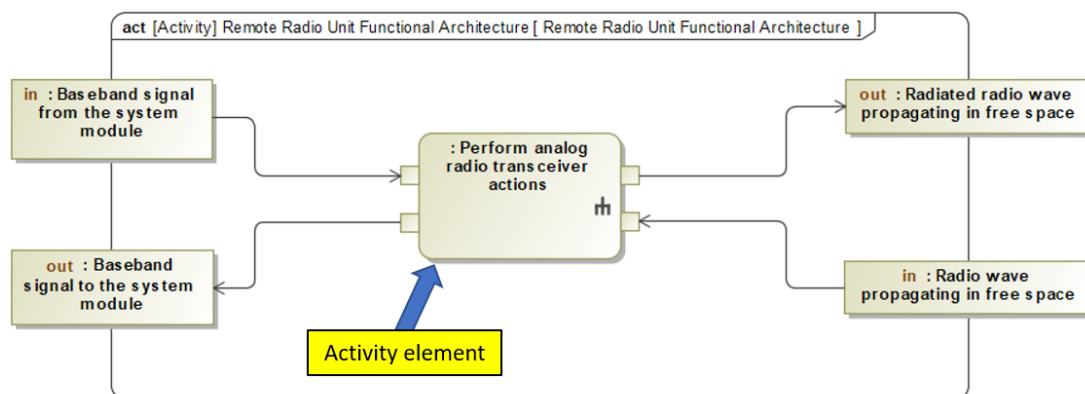 act [Activity] Remote Radio Unit Functional Architecture [ Remote Radio Unit Functional Architecture ]
in : Baseband signal
from the system
module
out : Radiated radio wave
propagating in free space
: Perform analog
radio transceiver
actions
out : Baseband
signal to the system
module
in : Radio wave
propagating in free space
Activity element